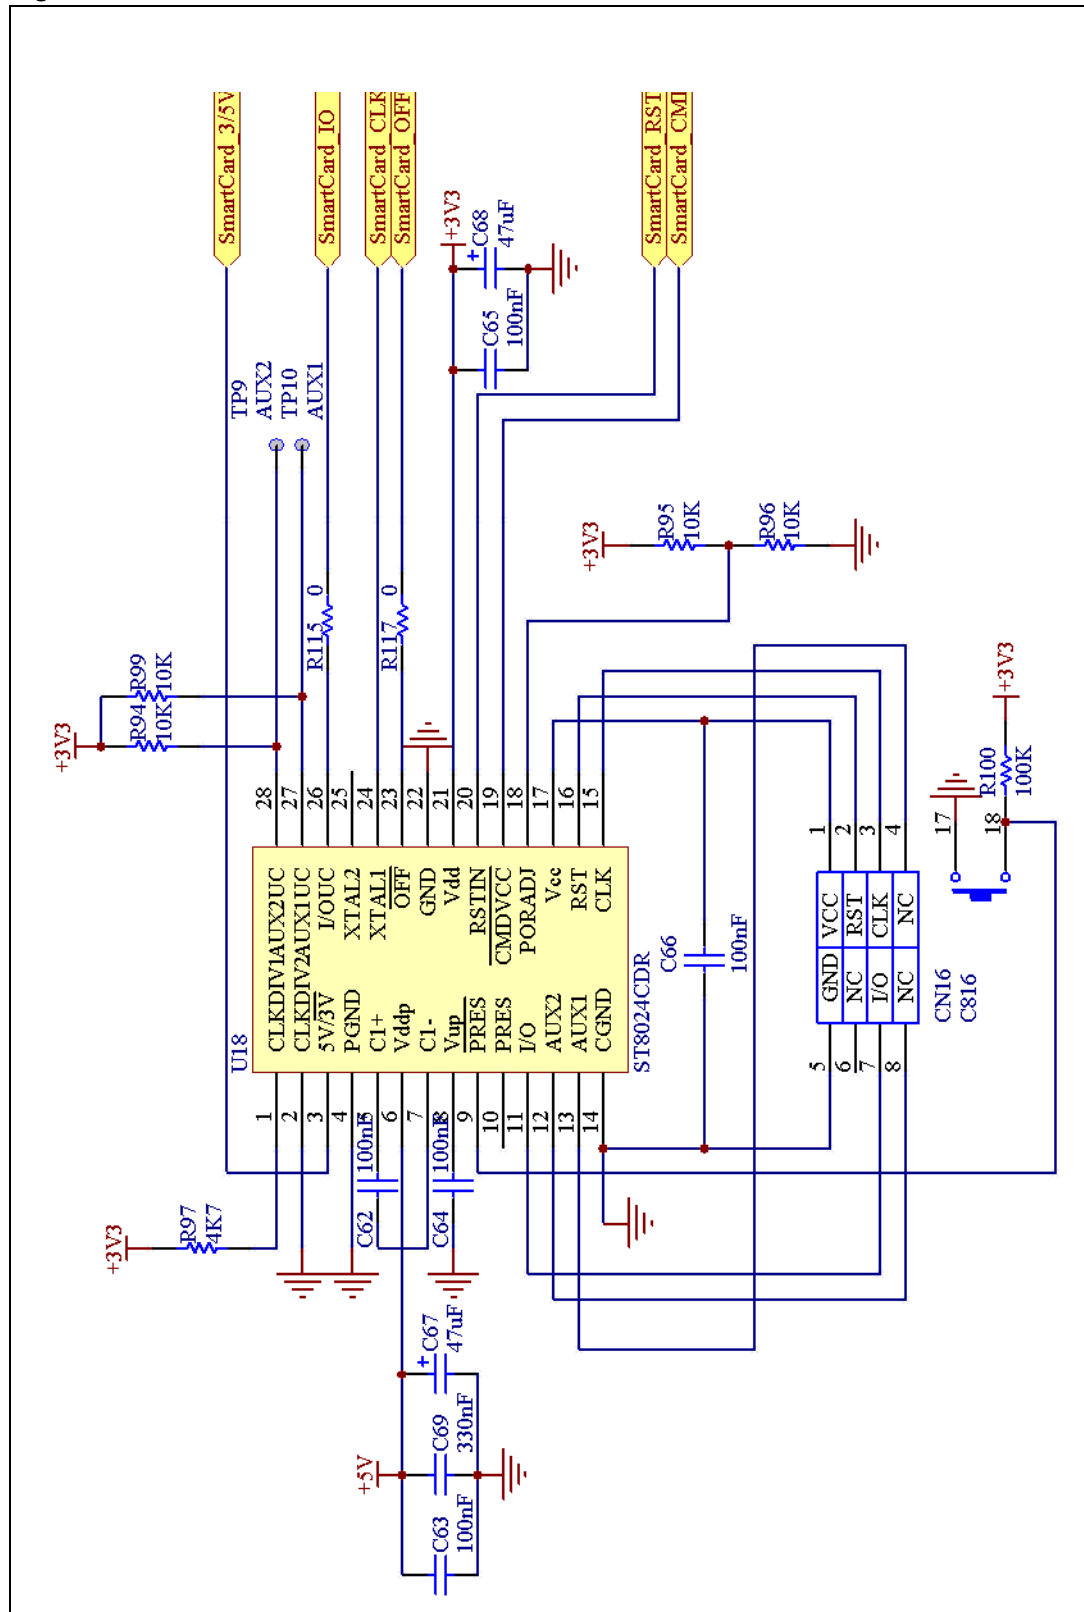 SmartCard_3/5V
SmartCard_IO
SmartCard_CLK
SmartCard_OFF
SmartCard_RST
+3V3
C68
47uF
C65
100nF
TP9
AUX2
TP10
AUX1
+3V3
R95
10K
R96
10K
R115
0
R117
0
+3V3
R99
10K
R94
10K
+3V3
R100
100K
28
27
26
25
24
23
22
21
20
19
18
17
16
15
CLKDIV1
AUX2UC
CLKDIV2
AUX1UC
5V/3V
I/OUC
PGND
XTAL2
C1+
XTAL1
Vddp
OFF
C1-
GND
Vup
Vdd
PRES
RSTIN
PRES
CMDVCC
I/O
PORADJ
AUX2
Vcc
AUX1
RST
CGND
CLK
U18
ST8024CDR
1
2
3
4
5
6
7
8
9
10
11
12
13
14
C66
100nF
1
2
3
4
17
18
GND
VCC
NC
RST
I/O
CLK
NC
NC
CN16
C816
5
6
7
8
+3V3
R97
4K7
C62
100nF
C64
100nF
C67
47uF
C69
330nF
+5V
C63
100nF